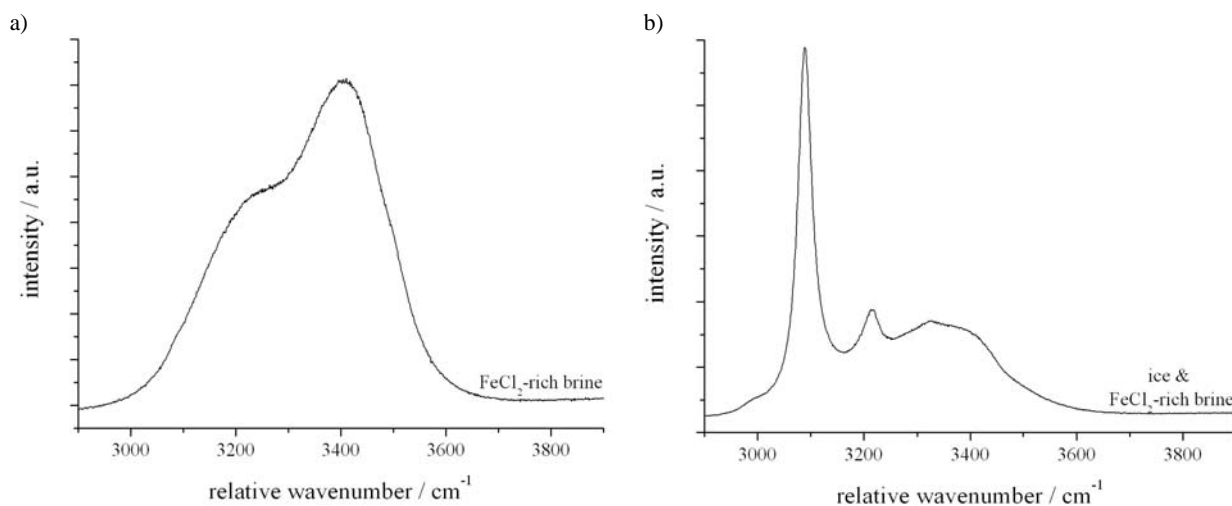 a)
intensity / a.u.
FeCl₂-rich brine
3000 3200 3400 3600 3800
relative wavenumber / cm⁻¹
b)
intensity / a.u.
ice &
FeCl₂-rich brine
3000 3200 3400 3600 3800
relative wavenumber / cm⁻¹